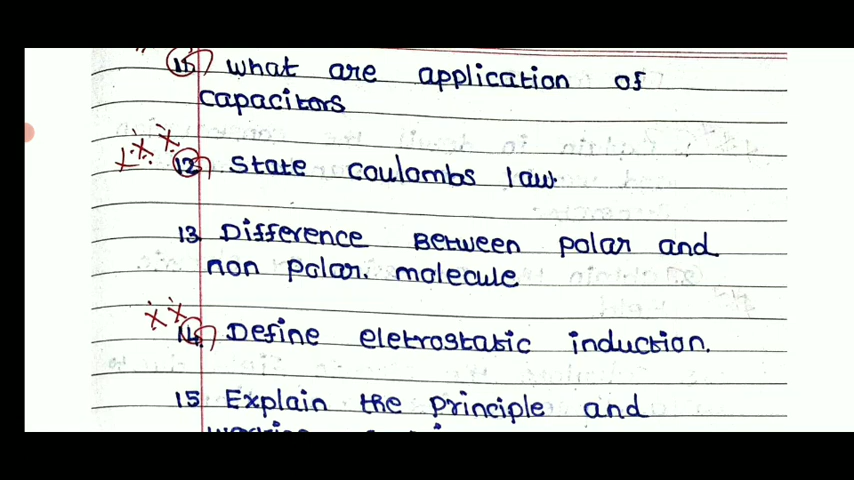 11) What are application of
capacitors
12) State coulombs law
13. Difference Between polar and
non polar. molecule
14) Define eletrostatic induction.
15 Explain the principle and